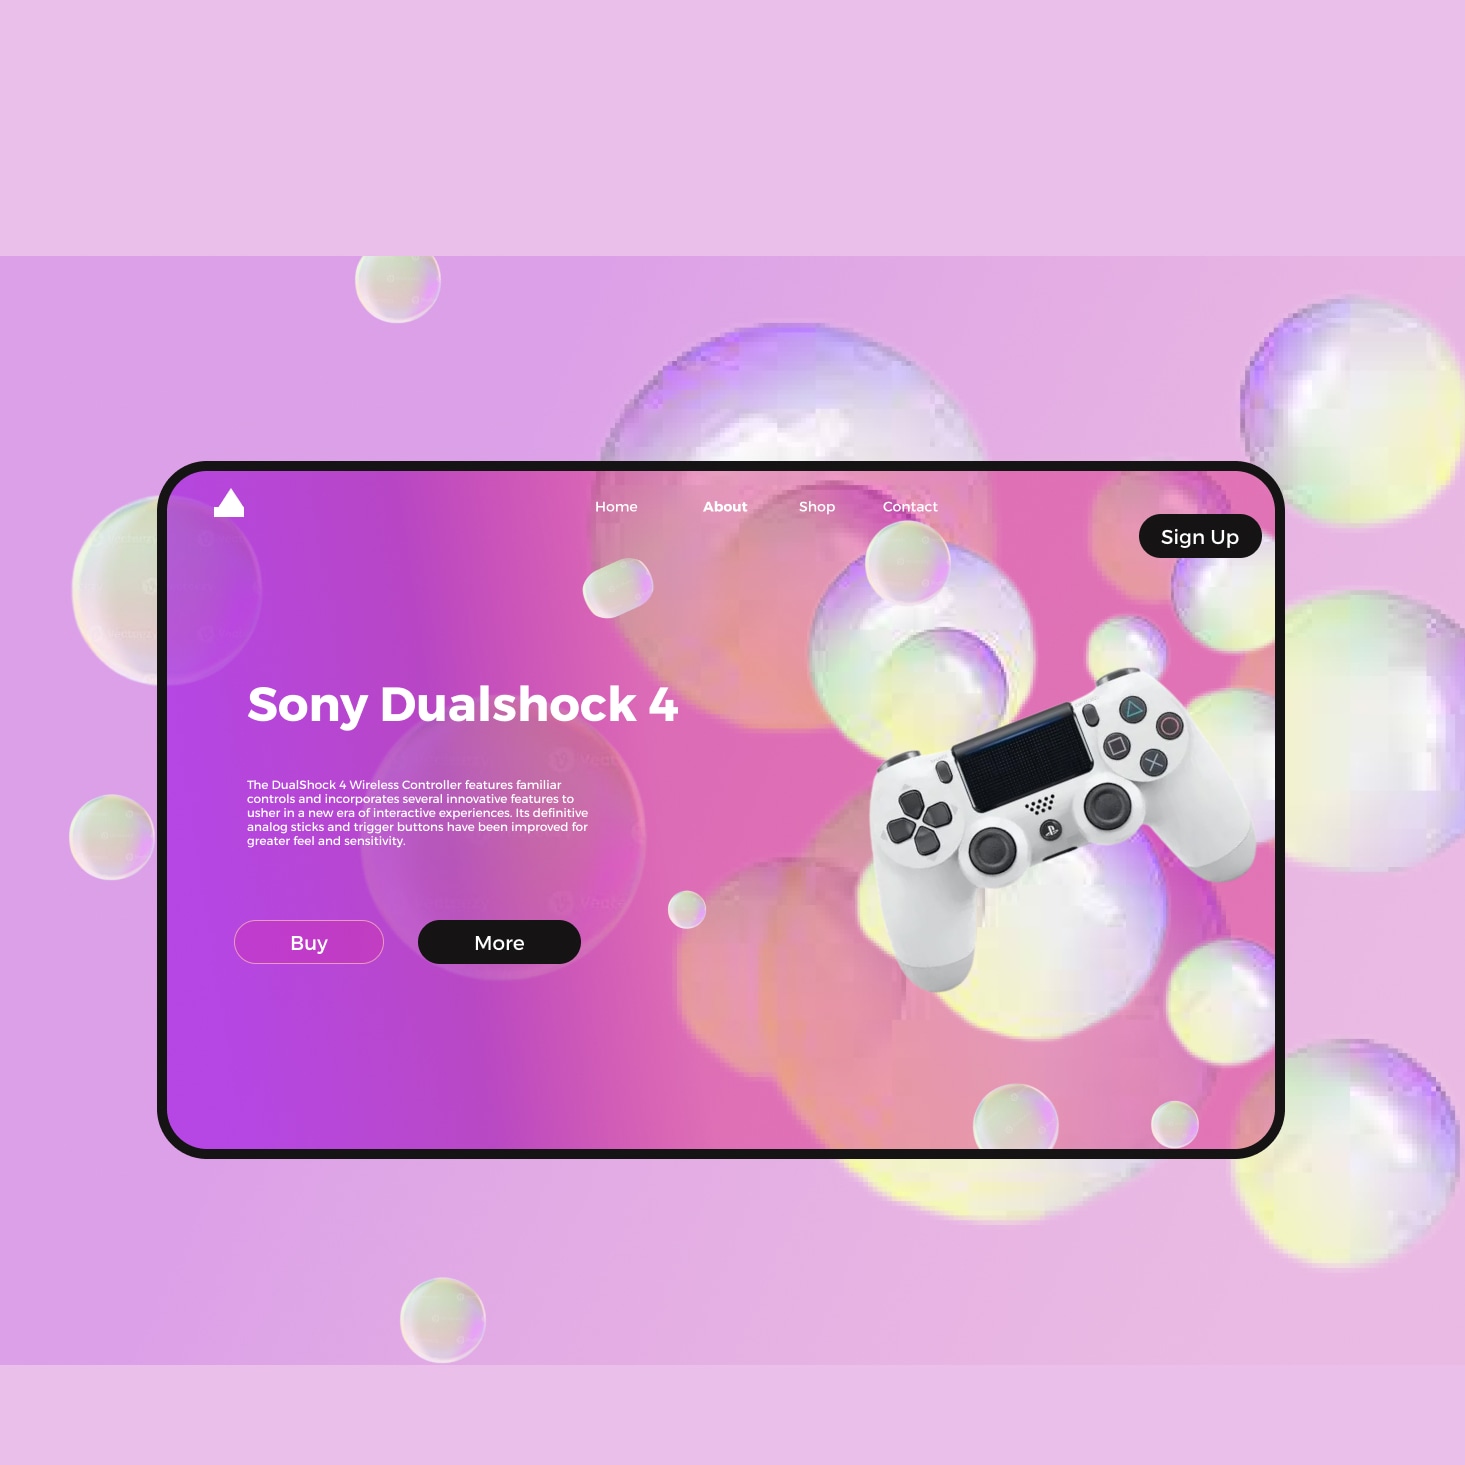 Home About Shop Contact
Sign Up
Sony Dualshock 4
The DualShock 4 Wireless Controller features familiar
controls and incorporates several innovative features to
usher in a new era of interactive experiences. Its definitive
analog sticks and trigger buttons have been improved for
greater feel and sensitivity.
Buy
More